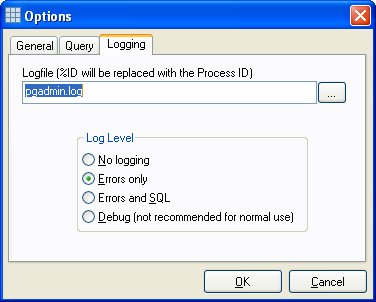 Options
General Query Logging
Logfile (%ID will be replaced with the Process ID)
pgadmin.log ...
Log Level
No logging
Errors only
Errors and SQL
Debug (not recommended for normal use)
OK Cancel